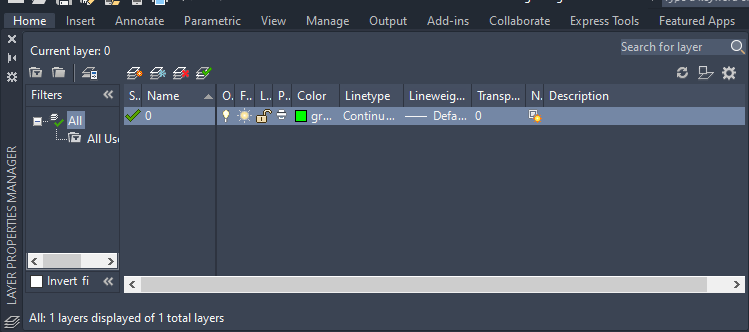 Home Insert Annotate Parametric View Manage Output Add-ins Collaborate Express Tools Featured Apps
Current layer: 0
Search for layer
Filters
S.. Name O. F.. L.. P.. Color Linetype Lineweig... Transp... N. Description
All
0 gr... Continu... Defa... 0
All Use
Invert fi
All: 1 layers displayed of 1 total layers
LAYER PROPERTIES MANAGER